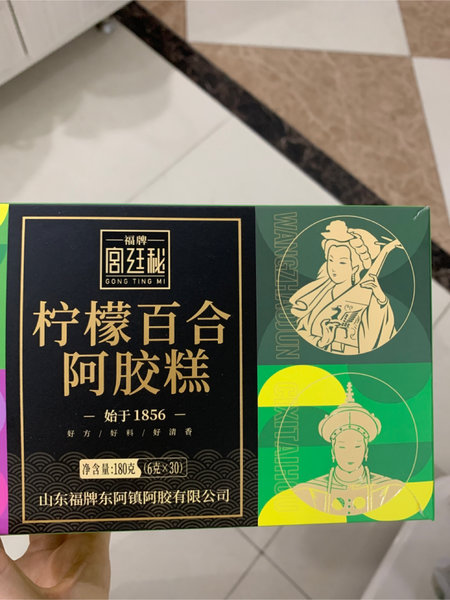 福牌
宫廷秘
GONG TING MI
柠檬百合
阿胶糕
始于1856
好方/好料/好清香
净含量:180克(6克×30)
山东福牌东阿镇阿胶有限公司
WANGZHAOJUN
CIXITAIHOU